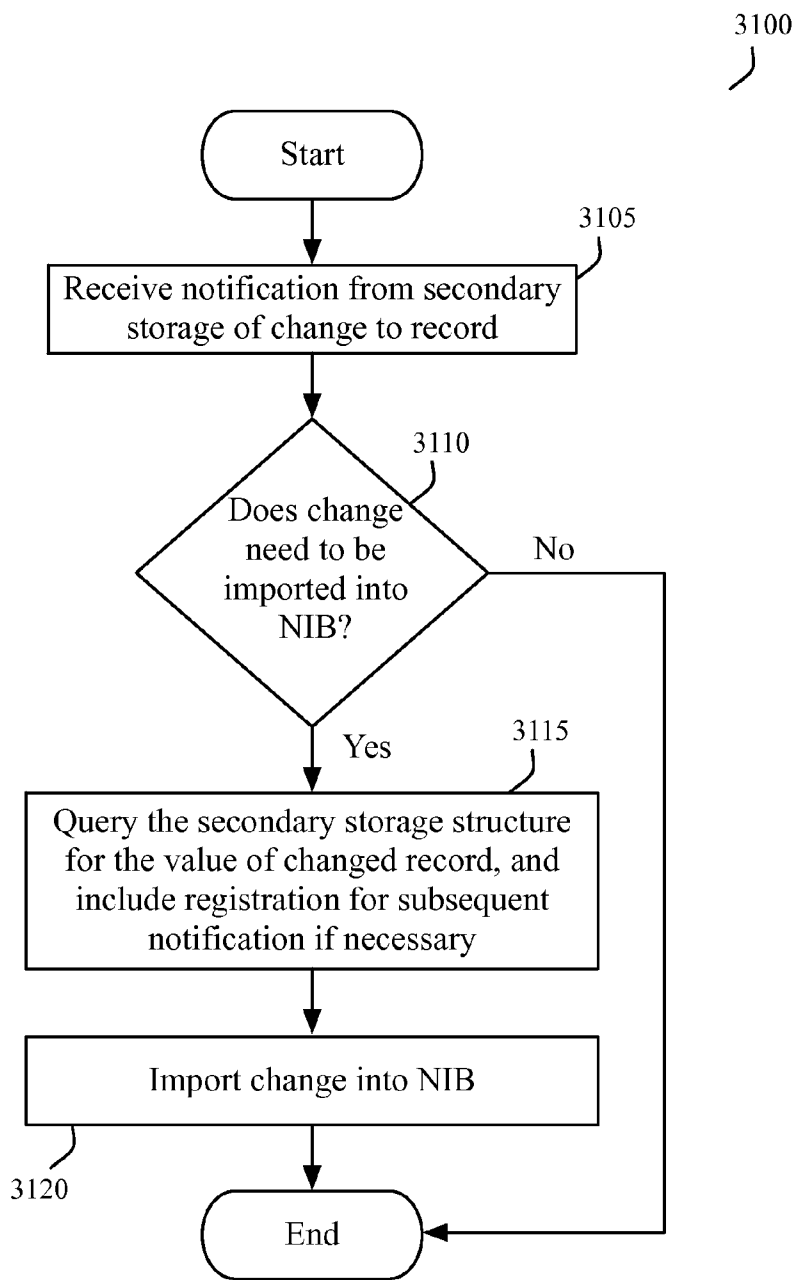 3100
Start
3105
Receive notification from secondary
storage of change to record
3110
Does change
need to be
imported into
NIB?
No
Yes
3115
Query the secondary storage structure
for the value of changed record, and
include registration for subsequent
notification if necessary
Import change into NIB
3120
End